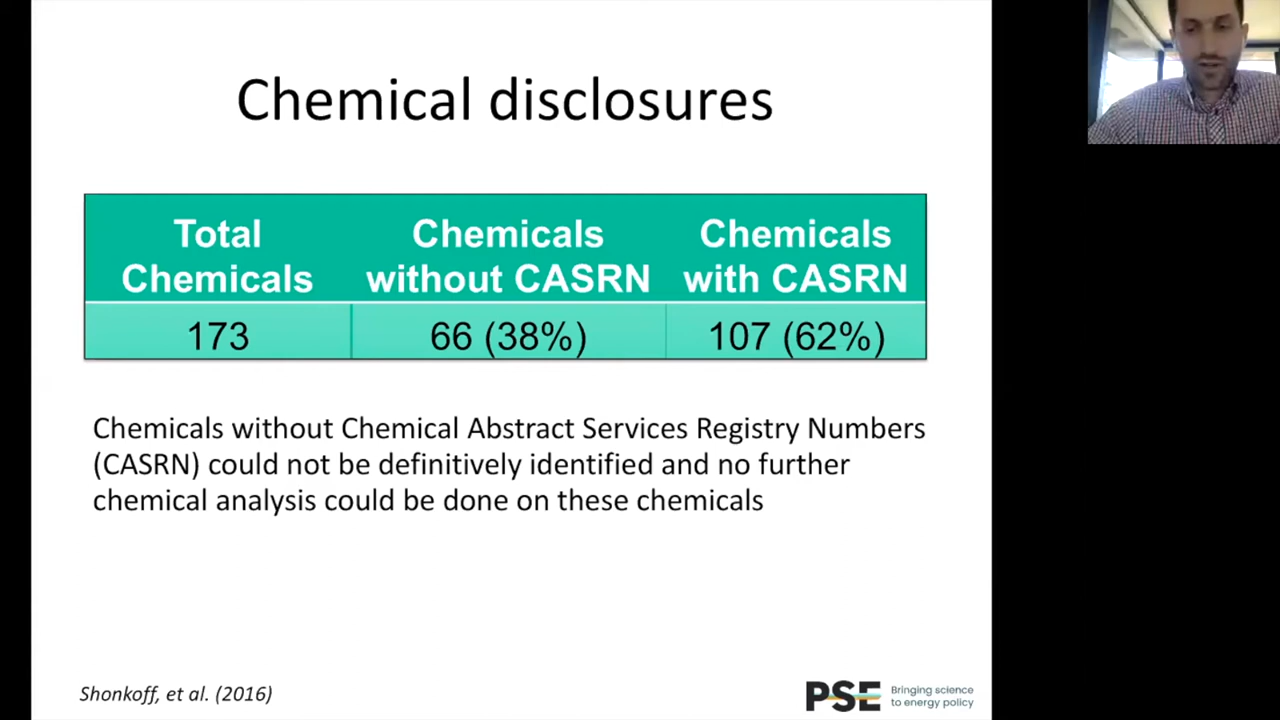 Chemical disclosures
Total
Chemicals
Chemicals
without CASRN
Chemicals
with CASRN
173
66 (38%)
107 (62%)
Chemicals without Chemical Abstract Services Registry Numbers
(CASRN) could not be definitively identified and no further
chemical analysis could be done on these chemicals
Shonkoff, et al. (2016)
PSE
Bringing science
to energy policy